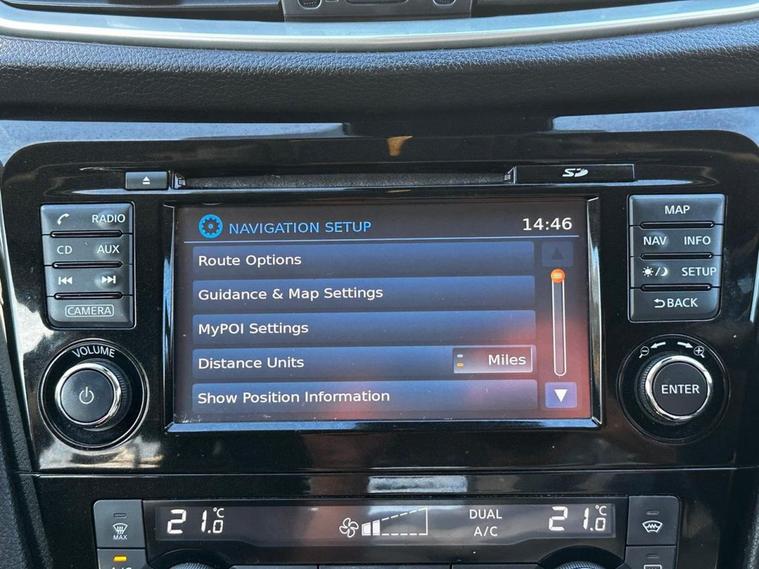 SD
RADIO
CD AUX
CAMERA
VOLUME
NAVIGATION SETUP 14:46
Route Options
Guidance & Map Settings
MyPOI Settings
Distance Units Miles
Show Position Information
MAP
NAV INFO
SETUP
BACK
ENTER
MAX
21.0°C
DUAL
A/C
21.0°C
A/C